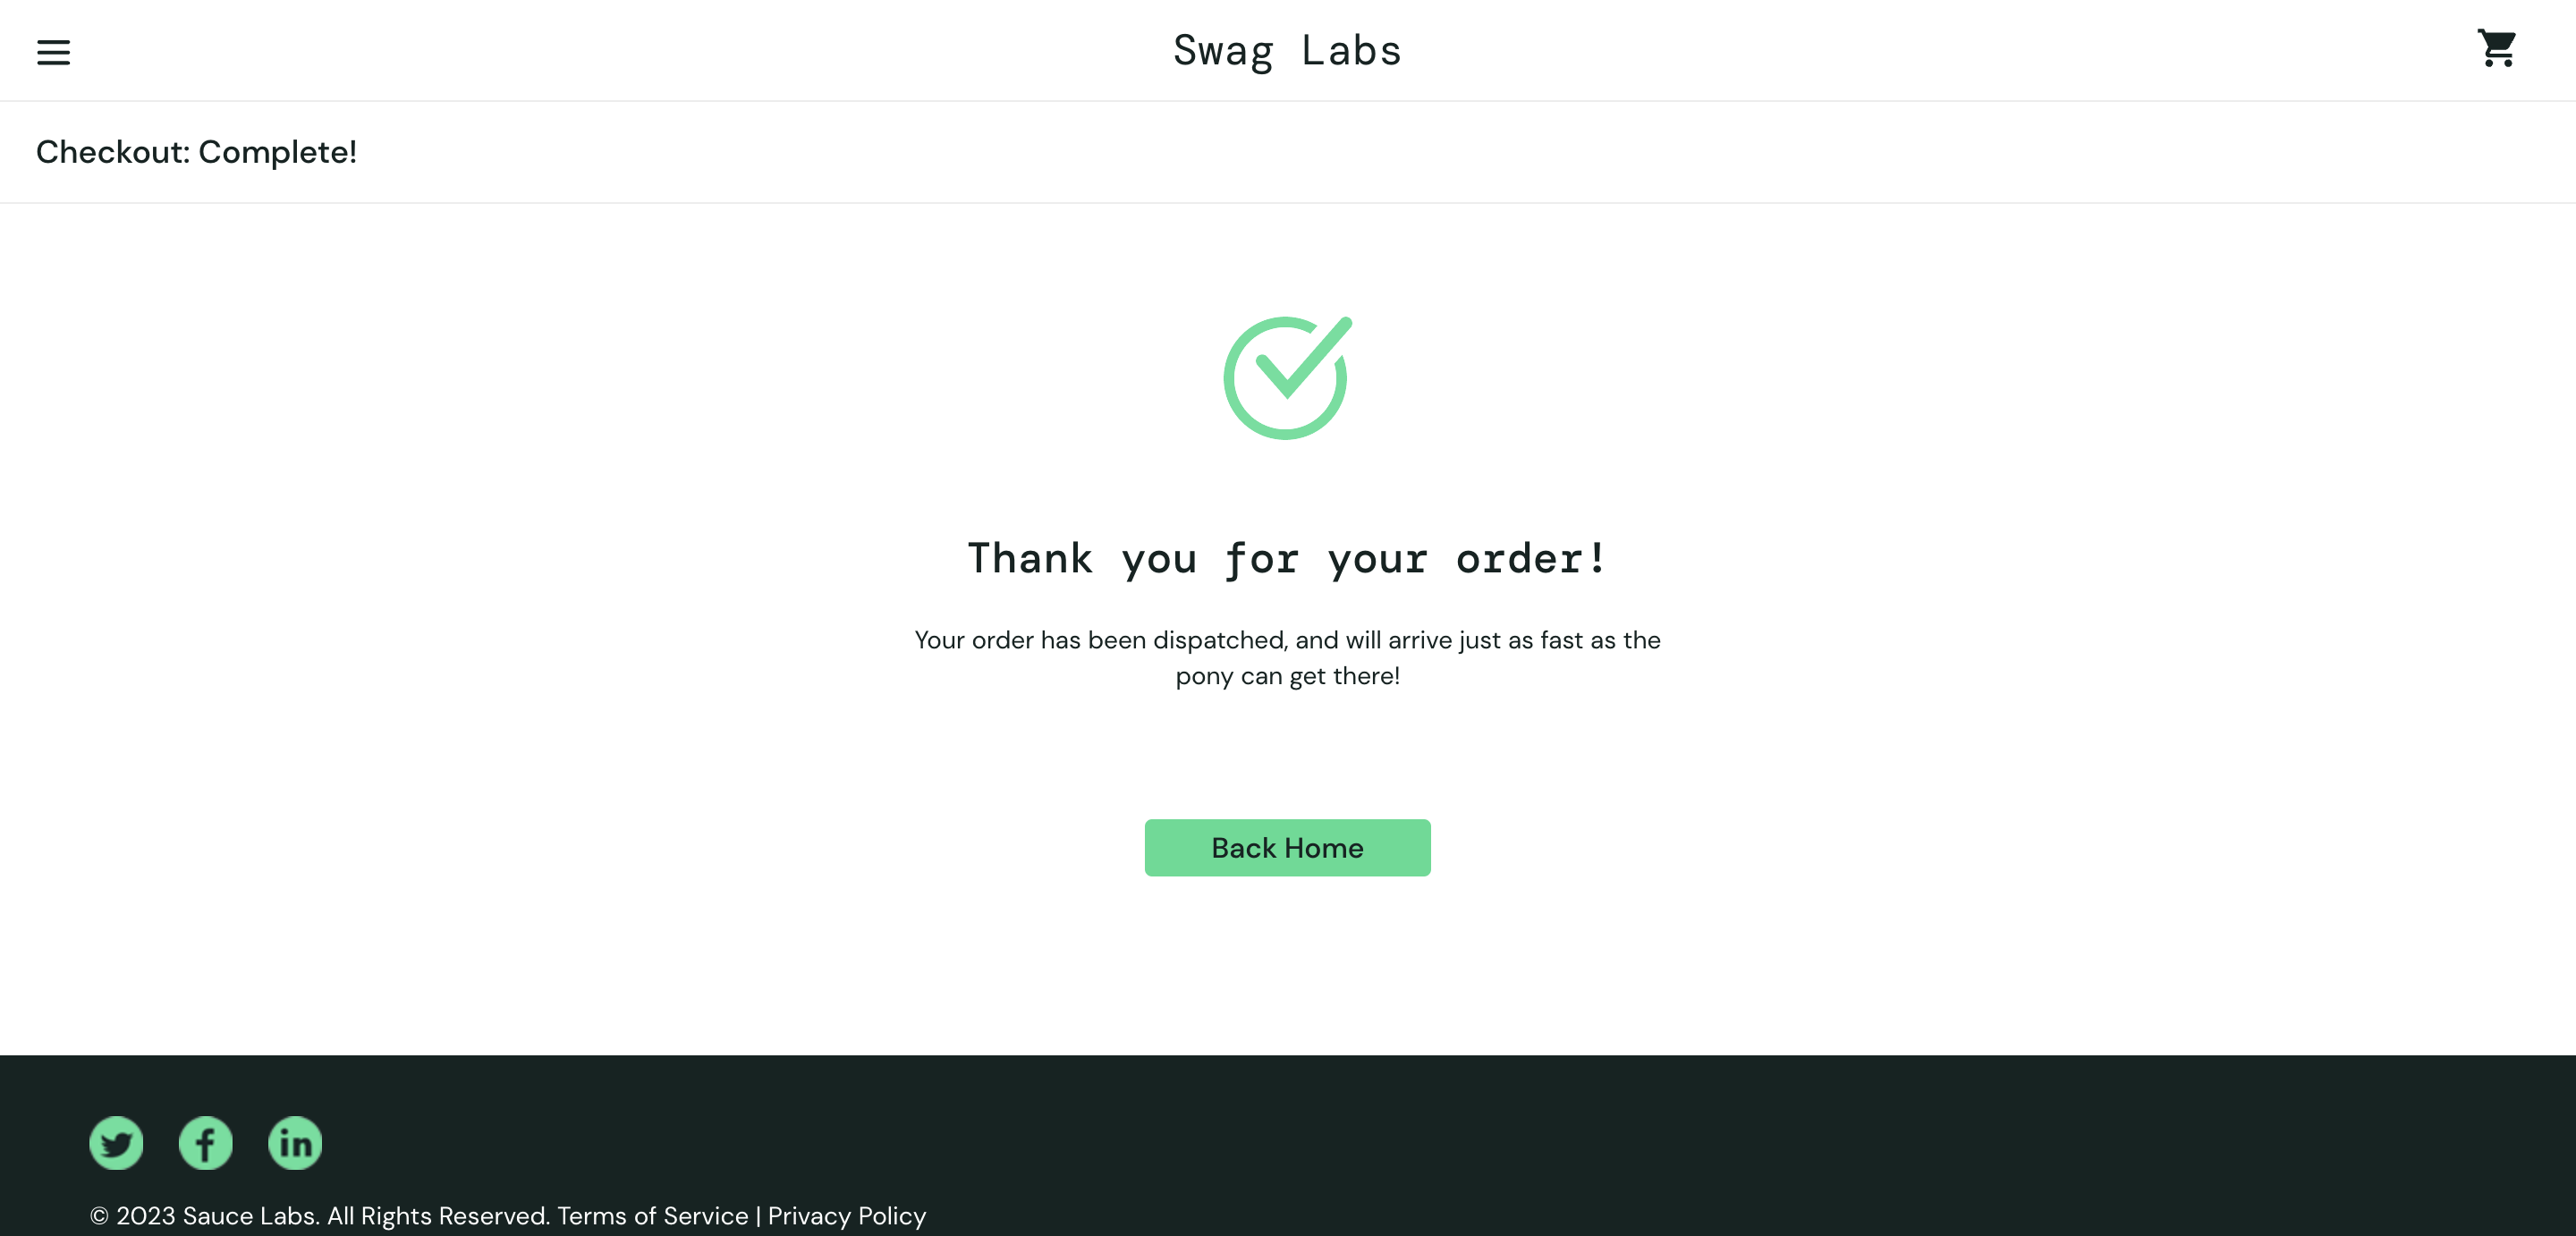 Swag Labs
Checkout: Complete!
Thank you for your order!
Your order has been dispatched, and will arrive just as fast as the
pony can get there!
Back Home
© 2023 Sauce Labs. All Rights Reserved. Terms of Service | Privacy Policy